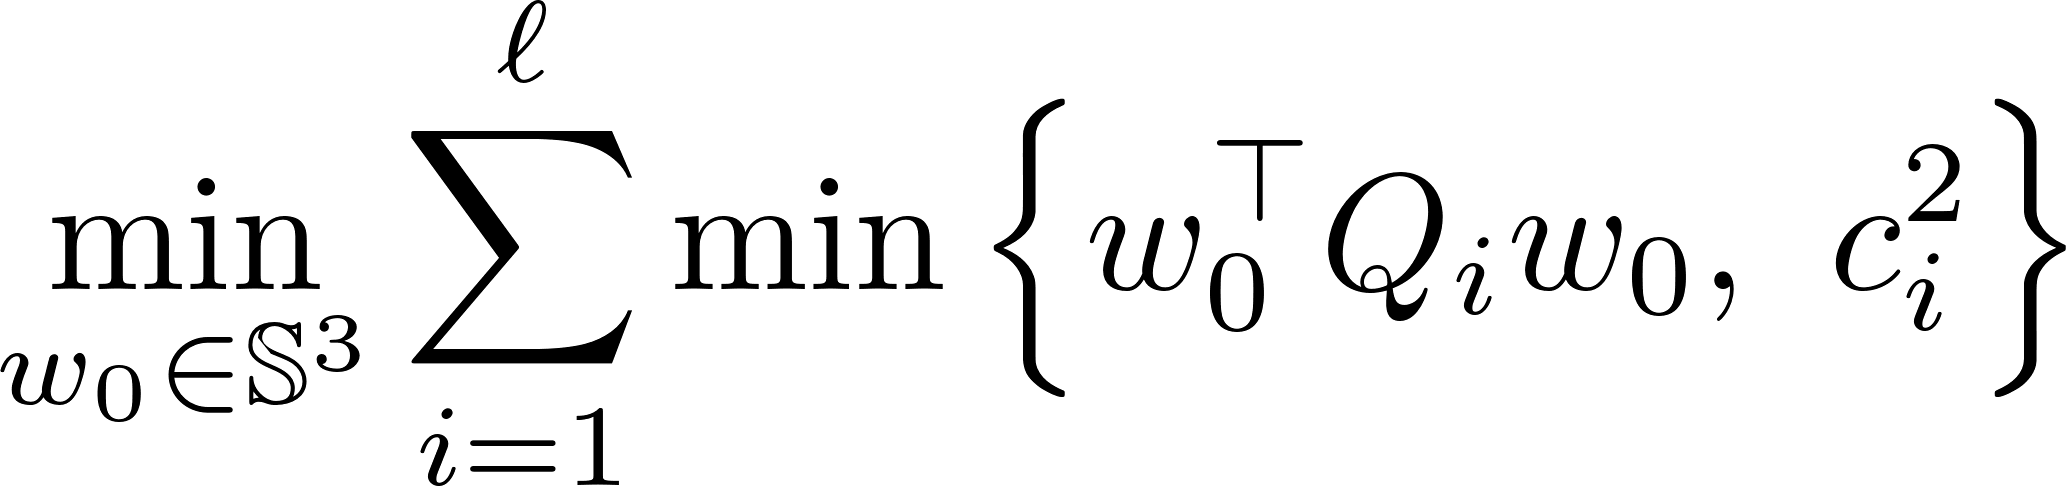 \min_{w_0 \in \mathbb{S}^3} \sum_{i=1}^{\ell} \min \left\{ w_0^\top Q_i w_0, \ c_i^2 \right\}